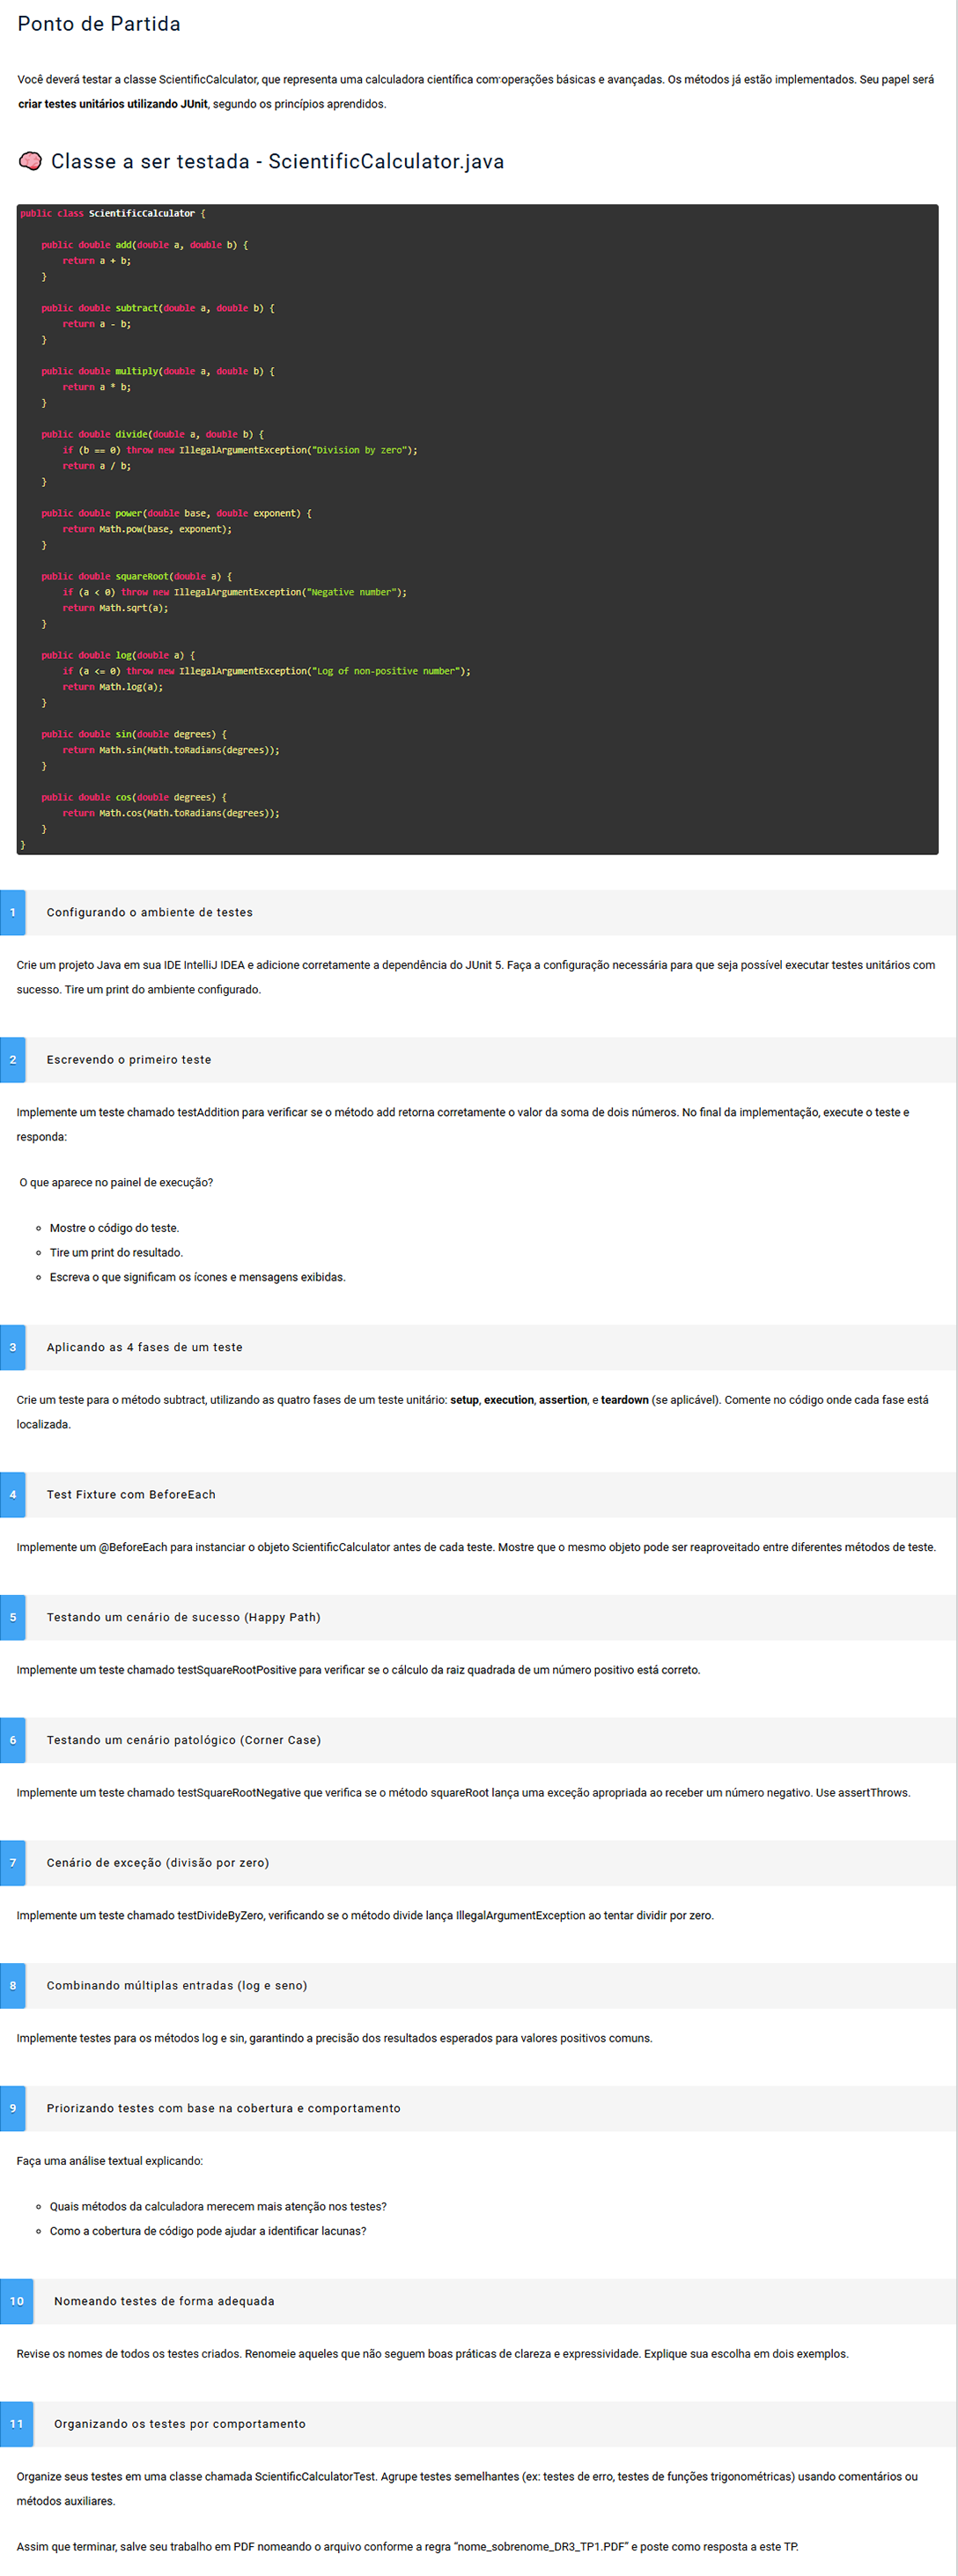 Ponto de Partida
Você deverá testar a classe ScientificCalculator, que representa uma calculadora científica com operações básicas e avançadas. Os métodos já estão implementados. Seu papel será
criar testes unitários utilizando JUnit, segundo os princípios aprendidos.
🧠 Classe a ser testada - ScientificCalculator.java
public class ScientificCalculator {
public double add(double a, double b) {
return a + b;
}
public double subtract(double a, double b) {
return a - b;
}
public double multiply(double a, double b) {
return a * b;
}
public double divide(double a, double b) {
if (b == 0) throw new IllegalArgumentException("Division by zero");
return a / b;
}
public double power(double base, double exponent) {
return Math.pow(base, exponent);
}
public double squareRoot(double a) {
if (a < 0) throw new IllegalArgumentException("Negative number");
return Math.sqrt(a);
}
public double log(double a) {
if (a <= 0) throw new IllegalArgumentException("Log of non-positive number");
return Math.log(a);
}
public double sin(double degrees) {
return Math.sin(Math.toRadians(degrees));
}
public double cos(double degrees) {
return Math.cos(Math.toRadians(degrees));
}
}
1 Configurando o ambiente de testes
Crie um projeto Java em sua IDE IntelliJ IDEA e adicione corretamente a dependência do JUnit 5. Faça a configuração necessária para que seja possível executar testes unitários com
sucesso. Tire um print do ambiente configurado.
2 Escrevendo o primeiro teste
Implemente um teste chamado testAddition para verificar se o método add retorna corretamente o valor da soma de dois números. No final da implementação, execute o teste e
responda:
O que aparece no painel de execução?
Mostre o código do teste.
Tire um print do resultado.
Escreva o que significam os ícones e mensagens exibidas.
3 Aplicando as 4 fases de um teste
Crie um teste para o método subtract, utilizando as quatro fases de um teste unitário: setup, execution, assertion, e teardown (se aplicável). Comente no código onde cada fase está
localizada.
4 Test Fixture com BeforeEach
Implemente um @BeforeEach para instanciar o objeto ScientificCalculator antes de cada teste. Mostre que o mesmo objeto pode ser reaproveitado entre diferentes métodos de teste.
5 Testando um cenário de sucesso (Happy Path)
Implemente um teste chamado testSquareRootPositive para verificar se o cálculo da raiz quadrada de um número positivo está correto.
6 Testando um cenário patológico (Corner Case)
Implemente um teste chamado testSquareRootNegative que verifica se o método squareRoot lança uma exceção apropriada ao receber um número negativo. Use assertThrows.
7 Cenário de exceção (divisão por zero)
Implemente um teste chamado testDivideByZero, verificando se o método divide lança IllegalArgumentException ao tentar dividir por zero.
8 Combinando múltiplas entradas (log e seno)
Implemente testes para os métodos log e sin, garantindo a precisão dos resultados esperados para valores positivos comuns.
9 Priorizando testes com base na cobertura e comportamento
Faça uma análise textual explicando:
Quais métodos da calculadora merecem mais atenção nos testes?
Como a cobertura de código pode ajudar a identificar lacunas?
10 Nomeando testes de forma adequada
Revise os nomes de todos os testes criados. Renomeie aqueles que não seguem boas práticas de clareza e expressividade. Explique sua escolha em dois exemplos.
11 Organizando os testes por comportamento
Organize seus testes em uma classe chamada ScientificCalculatorTest. Agrupe testes semelhantes (ex: testes de erro, testes de funções trigonométricas) usando comentários ou
métodos auxiliares.
Assim que terminar, salve seu trabalho em PDF nomeando o arquivo conforme a regra “nome_sobrenome_DR3_TP1.PDF” e poste como resposta a este TP.